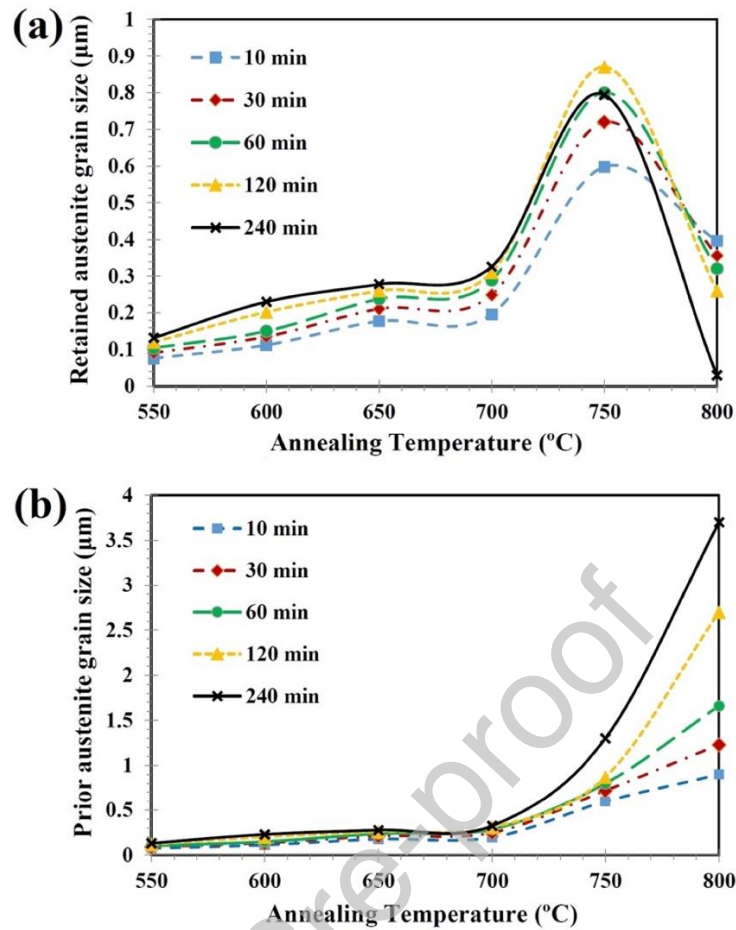 (a)
Retained austenite grain size (µm)
1
0.9
0.8
0.7
0.6
0.5
0.4
0.3
0.2
0.1
0
10 min
30 min
60 min
120 min
240 min
550 600 650 700 750 800
Annealing Temperature (ºC)
(b)
Prior austenite grain size (µm)
4
3.5
3
2.5
2
1.5
1
0.5
0
10 min
30 min
60 min
120 min
240 min
550 600 650 700 750 800
Annealing Temperature (ºC)
re-proof